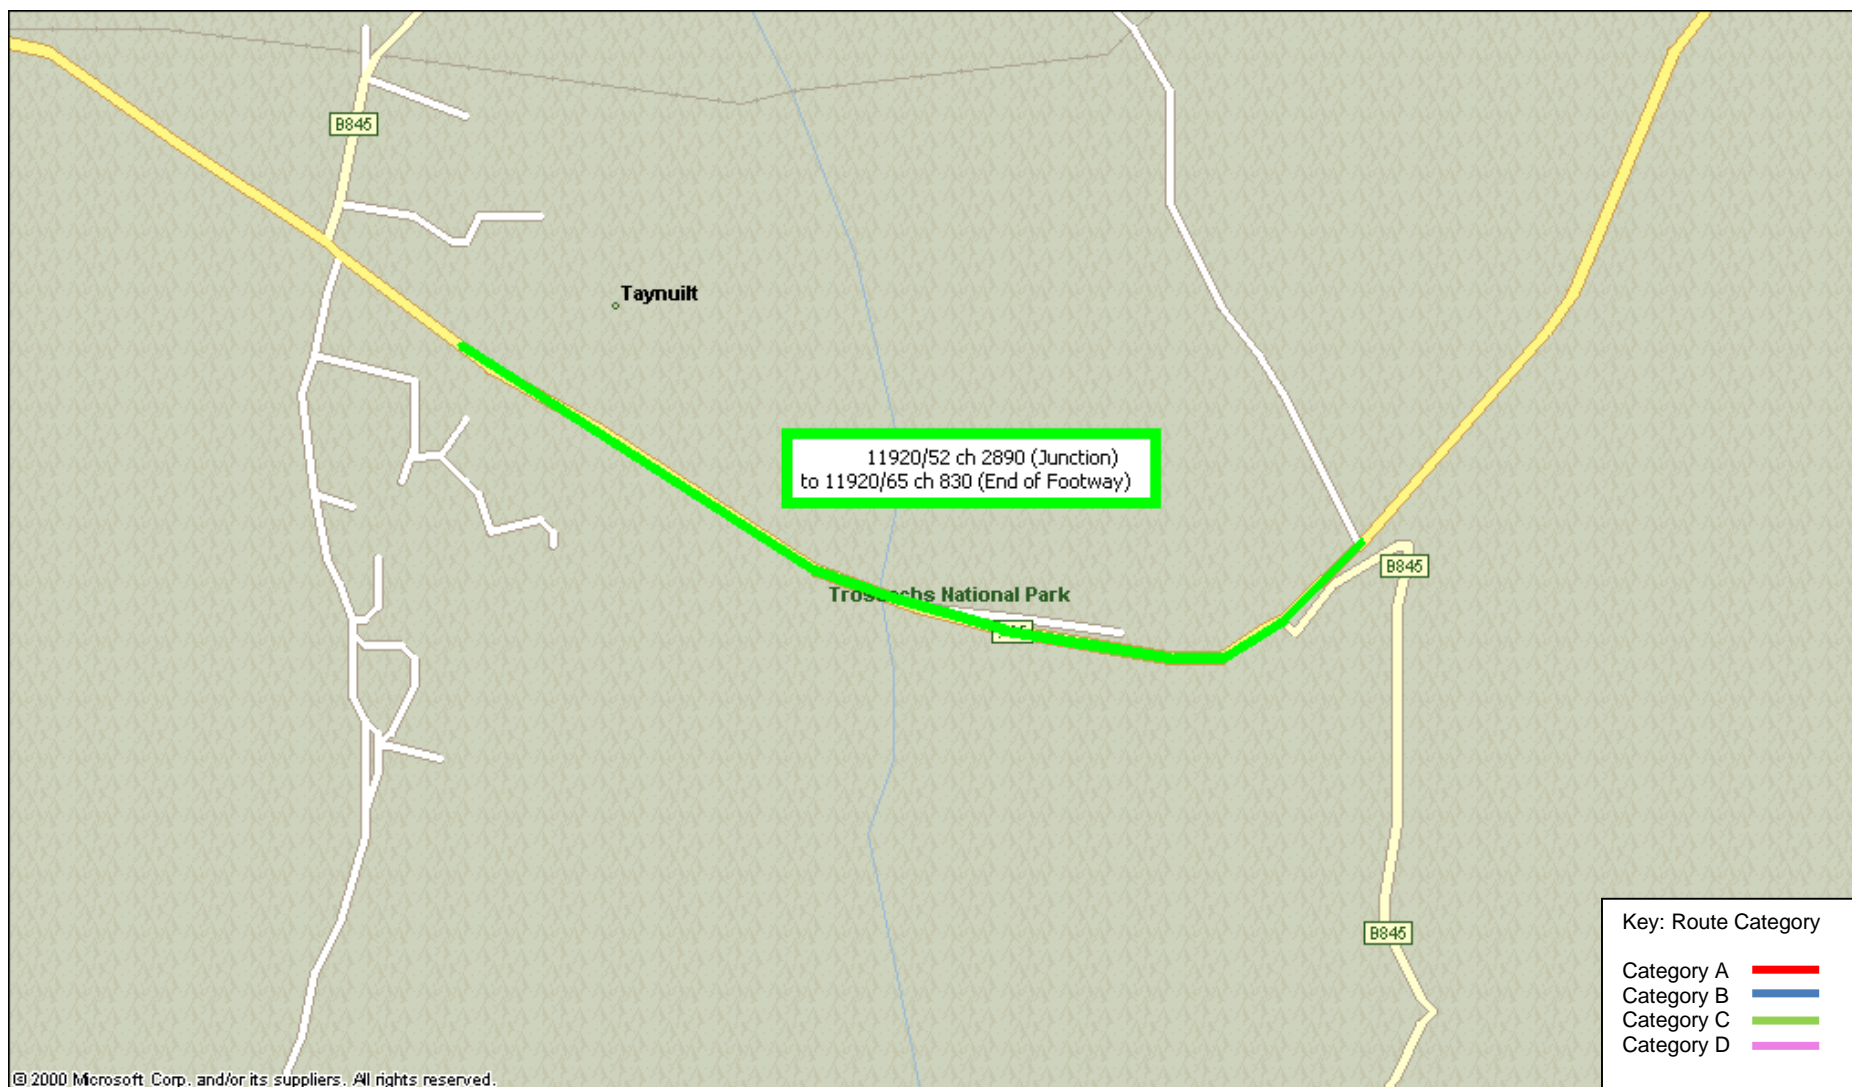 B845
Taynuilt
11920/52 ch 2890 (Junction)
to 11920/65 ch 830 (End of Footway)
B845
National Park
B845
Key: Route Category
Category A
Category B
Category C
Category D
© 2000 Microsoft Corp. and/or its suppliers. All rights reserved.